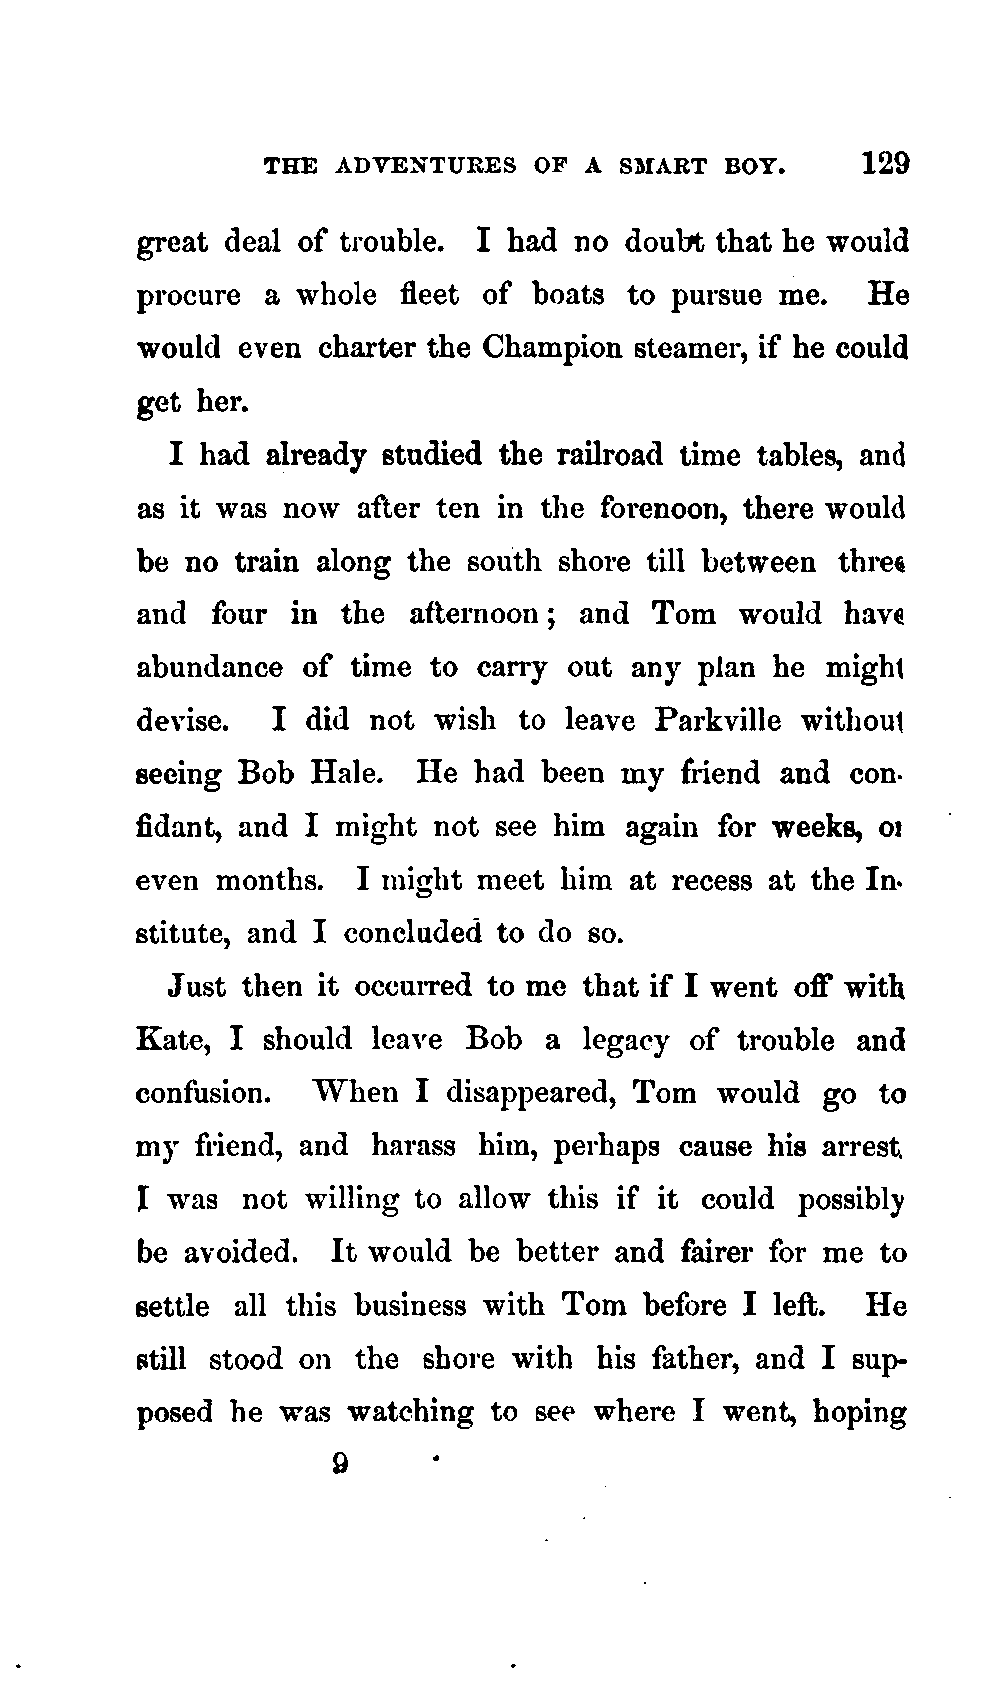 THE ADVENTURES OF A SMART BOY. 129
great deal of trouble. I had no doubt that he would
procure a whole fleet of boats to pursue me. He
would even charter the Champion steamer, if he could
get her.
I had already studied the railroad time tables, and
as it was now after ten in the forenoon, there would
be no train along the south shore till between three
and four in the afternoon; and Tom would have
abundance of time to carry out any plan he might
devise. I did not wish to leave Parkville without
seeing Bob Hale. He had been my friend and con-
fidant, and I might not see him again for weeks, or
even months. I might meet him at recess at the In-
stitute, and I concluded to do so.
Just then it occurred to me that if I went off with
Kate, I should leave Bob a legacy of trouble and
confusion. When I disappeared, Tom would go to
my friend, and harass him, perhaps cause his arrest.
I was not willing to allow this if it could possibly
be avoided. It would be better and fairer for me to
settle all this business with Tom before I left. He
still stood on the shore with his father, and I sup-
posed he was watching to see where I went, hoping
9